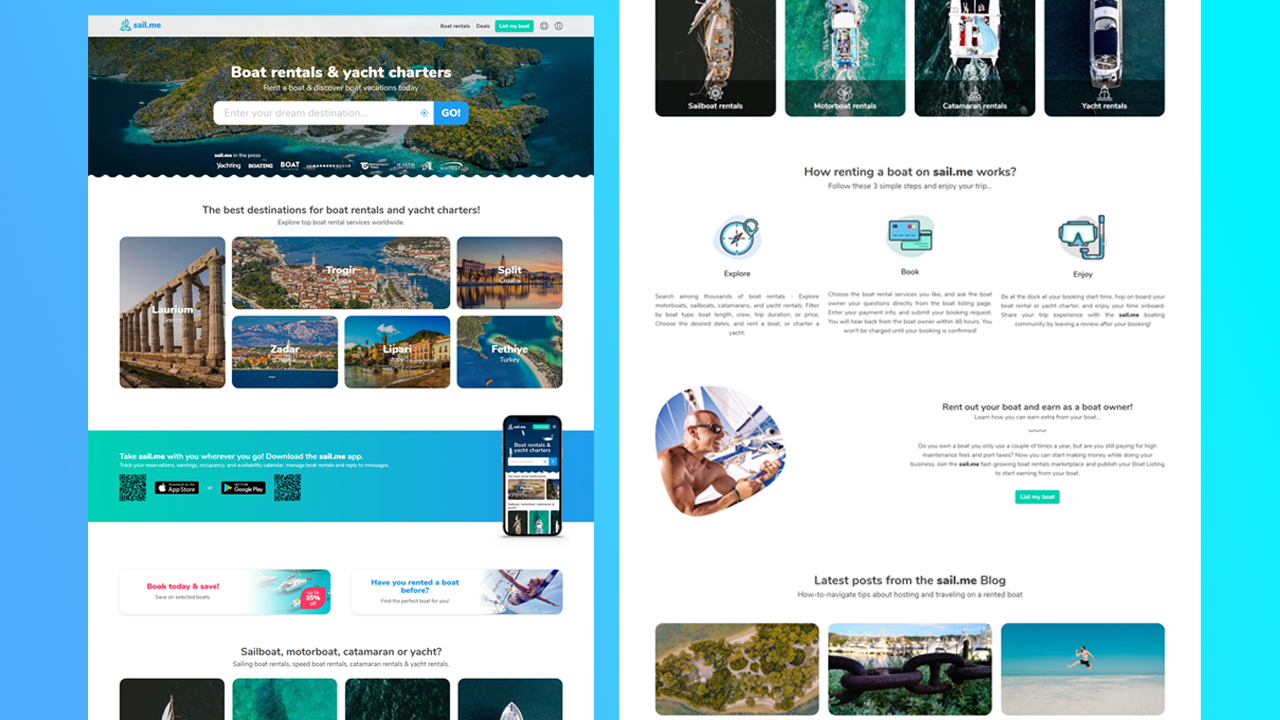 sail.me
Boat rentals
Deals
List my boat
Boat rentals & yacht charters
Rent a boat & discover boat vacations today
Enter your dream destination...
GO!
sail.me in the press
Yachting
BOATING
BOAT
The best destinations for boat rentals and yacht charters!
Explore top boat rental services worldwide.
Laurium
Greece
Trogir
Split
Croatia
Zadar
Lipari
Italy
Fethiye
Turkey
Take sail.me with you wherever you go! Download the sail.me app.
Track your reservations, earnings, occupancy, and availability calendar, manage boat rentals and reply to messages.
Download on the
App Store
or
GET IT ON
Google Play
sail.me
Boat rentals &
yacht charters
Book today & save!
Save on selected boats.
up to
35%
off
Have you rented a boat
before?
Find the perfect boat for you!
Sailboat, motorboat, catamaran or yacht?
Sailing boat rentals, speed boat rentals, catamaran rentals & yacht rentals.
Sailboat rentals
Motorboat rentals
Catamaran rentals
Yacht rentals
How renting a boat on sail.me works?
Follow these 3 simple steps and enjoy your trip...
Explore
Search among thousands of boat rentals - Explore
motorboats, sailboats, catamarans, and yacht rentals; Filter
by boat type, boat length, crew, trip duration, or price;
Choose the desired dates, and rent a boat, or charter a
yacht.
Book
Choose the boat rental services you like, and ask the boat
owner your questions directly from the boat listing page.
Enter your payment info, and submit your booking request.
You will hear back from the boat owner within 48 hours. You
won't be charged until your booking is confirmed!
Enjoy
Be at the dock at your booking start time, hop on board your
boat rental or yacht charter, and enjoy your time onboard.
Share your trip experience with the sail.me boating
community by leaving a review after your booking!
Rent out your boat and earn as a boat owner!
Learn how you can earn extra from your boat...
Do you own a boat you only use a couple of times a year, but are you still paying for high
maintenance fees and port taxes? Now you can start making money while doing your
business. Join the sail.me fast-growing boat rentals marketplace and publish your Boat Listing
to start earning from your boat.
List my boat
Latest posts from the sail.me Blog
How-to-navigate tips about hosting and traveling on a rented boat